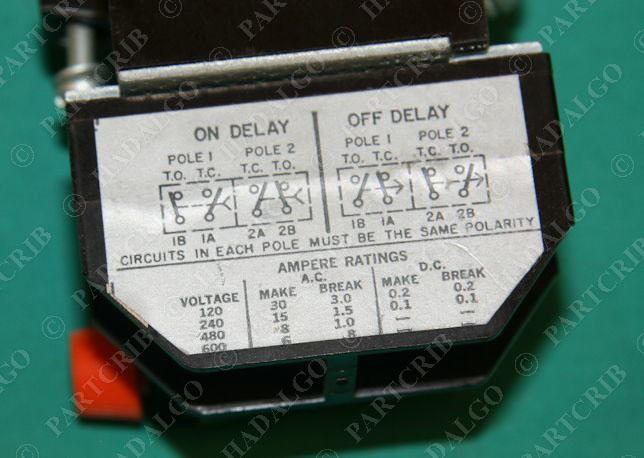 ON DELAY
OFF DELAY
POLE 1 POLE 2
T.O. T.C. T.C. T.O.
1B 1A 2A 2B
POLE 1 POLE 2
T.O. T.C. T.C. T.O.
1B 1A 2A 2B
CIRCUITS IN EACH POLE MUST BE THE SAME POLARITY
AMPERE RATINGS
A.C. D.C.
VOLTAGE MAKE BREAK MAKE BREAK
120 30 3.0 0.2 0.2
240 15 1.5 0.1 0.1
480 8 1.0 — —
600 6 .8 — —
© PARTCRIB
© HADALGO